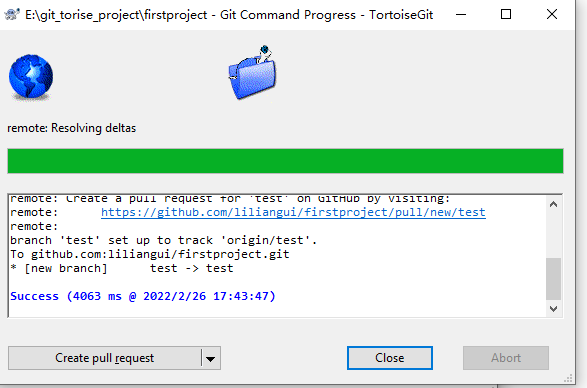 E:\git_torise_project\firstproject - Git Command Progress - TortoiseGit
remote: Resolving deltas
remote: Create a pull request for 'test' on GitHub by visiting:
remote:      https://github.com/liliangui/firstproject/pull/new/test
remote:
branch 'test' set up to track 'origin/test'.
To github.com:liliangui/firstproject.git
* [new branch]      test -> test
Success (4063 ms @ 2022/2/26 17:43:47)
Create pull request
Close
Abort